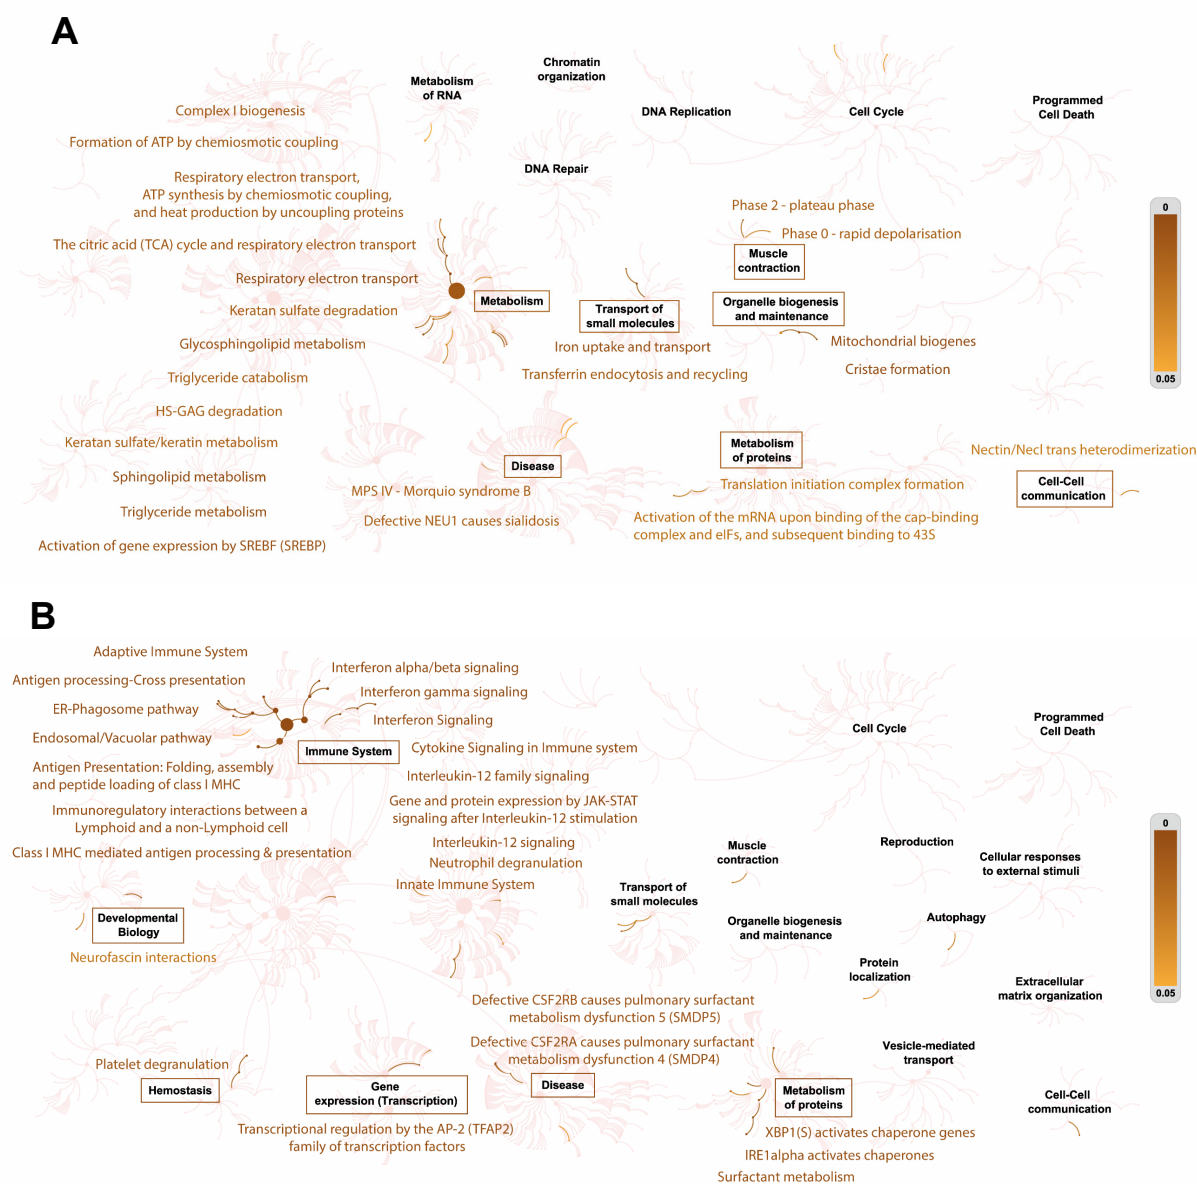 A
Metabolism
of RNA
Chromatin
organization
DNA Replication
Cell Cycle
Programmed
Cell Death
DNA Repair
Complex I biogenesis
Formation of ATP by chemiosmotic coupling
Respiratory electron transport,
ATP synthesis by chemiosmotic coupling,
and heat production by uncoupling proteins
The citric acid (TCA) cycle and respiratory electron transport
Respiratory electron transport
Keratan sulfate degradation
Glycosphingolipid metabolism
Triglyceride catabolism
HS-GAG degradation
Keratan sulfate/keratin metabolism
Sphingolipid metabolism
Triglyceride metabolism
Activation of gene expression by SREBF (SREBP)
Metabolism
Phase 2 - plateau phase
Phase 0 - rapid depolarisation
Muscle
contraction
Transport of
small molecules
Iron uptake and transport
Transferrin endocytosis and recycling
Organelle biogenesis
and maintenance
Mitochondrial biogenes
Cristae formation
0
0.05
Disease
MPS IV - Morquio syndrome B
Defective NEU1 causes sialidosis
Metabolism
of proteins
Translation initiation complex formation
Activation of the mRNA upon binding of the cap-binding
complex and eIFs, and subsequent binding to 43S
Nectin/Necl trans heterodimerization
Cell-Cell
communication
B
Adaptive Immune System
Antigen processing-Cross presentation
ER-Phagosome pathway
Endosomal/Vacuolar pathway
Antigen Presentation: Folding, assembly
and peptide loading of class I MHC
Immunoregulatory interactions between a
Lymphoid and a non-Lymphoid cell
Class I MHC mediated antigen processing & presentation
Interferon alpha/beta signaling
Interferon gamma signaling
Interferon Signaling
Immune System
Cytokine Signaling in Immune system
Interleukin-12 family signaling
Gene and protein expression by JAK-STAT
signaling after Interleukin-12 stimulation
Interleukin-12 signaling
Neutrophil degranulation
Innate Immune System
Cell Cycle
Programmed
Cell Death
Muscle
contraction
Reproduction
Cellular responses
to external stimuli
Transport of
small molecules
Organelle biogenesis
and maintenance
Autophagy
Protein
localization
Extracellular
matrix organization
0
0.05
Developmental
Biology
Neurofascin interactions
Defective CSF2RB causes pulmonary surfactant
metabolism dysfunction 5 (SMDP5)
Defective CSF2RA causes pulmonary surfactant
metabolism dysfunction 4 (SMDP4)
Vesicle-mediated
transport
Platelet degranulation
Hemostasis
Gene
expression (Transcription)
Transcriptional regulation by the AP-2 (TFAP2)
family of transcription factors
Disease
Metabolism
of proteins
XBP1(S) activates chaperone genes
IRE1alpha activates chaperones
Surfactant metabolism
Cell-Cell
communication